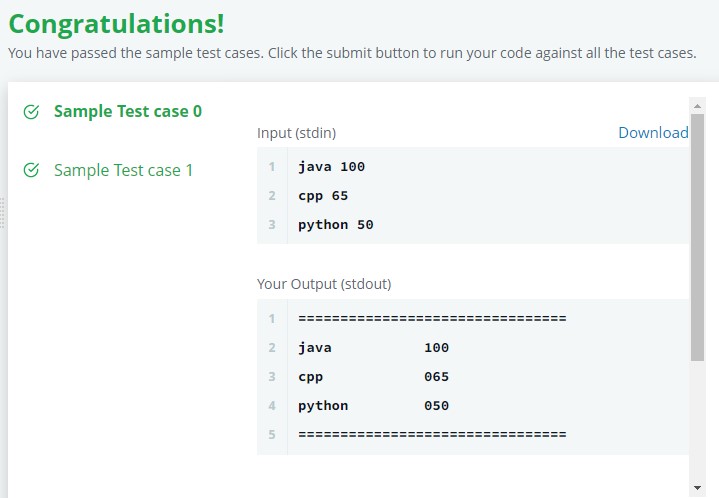 Congratulations!
You have passed the sample test cases. Click the submit button to run your code against all the test cases.
Sample Test case 0
Sample Test case 1
Input (stdin)
Download
1 java 100
2 cpp 65
3 python 50
Your Output (stdout)
1 ================================
2 java           100
3 cpp            065
4 python         050
5 ================================